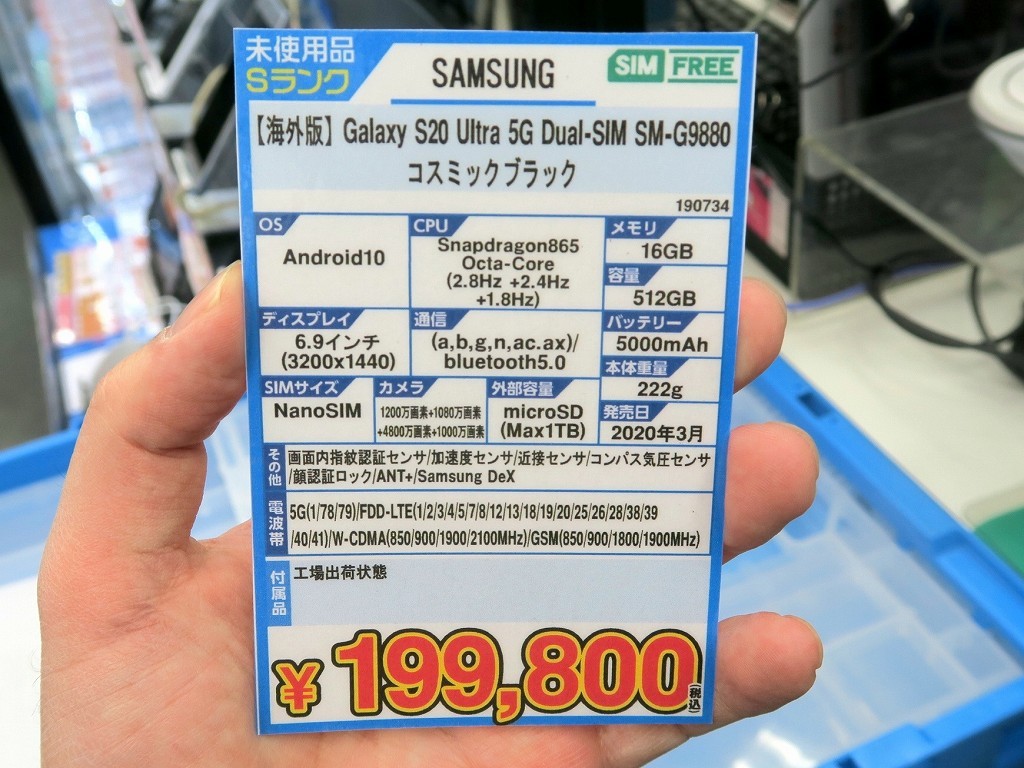 未使用品
Sランク
SAMSUNG
SIM FREE
【海外版】Galaxy S20 Ultra 5G Dual-SIM SM-G9880
コスミックブラック
190734
OS
Android10
CPU
Snapdragon865
Octa-Core
(2.8Hz +2.4Hz
+1.8Hz)
メモリ
16GB
容量
512GB
ディスプレイ
6.9インチ
(3200x1440)
通信
(a,b,g,n,ac.ax)/
bluetooth5.0
バッテリー
5000mAh
本体重量
222g
SIMサイズ
NanoSIM
カメラ
1200万画素+1080万画素
+4800万画素+1000万画素
外部容量
microSD
(Max1TB)
発売日
2020年3月
その他
画面内指紋認証センサ/加速度センサ/近接センサ/コンパス気圧センサ
/顔認証ロック/ANT+/Samsung DeX
電波帯
5G(1/78/79)/FDD-LTE(1/2/3/4/5/7/8/12/13/18/19/20/25/26/28/38/39
/40/41)/W-CDMA(850/900/1900/2100MHz)/GSM(850/900/1800/1900MHz)
付属品
工場出荷状態
¥199,800(税込)